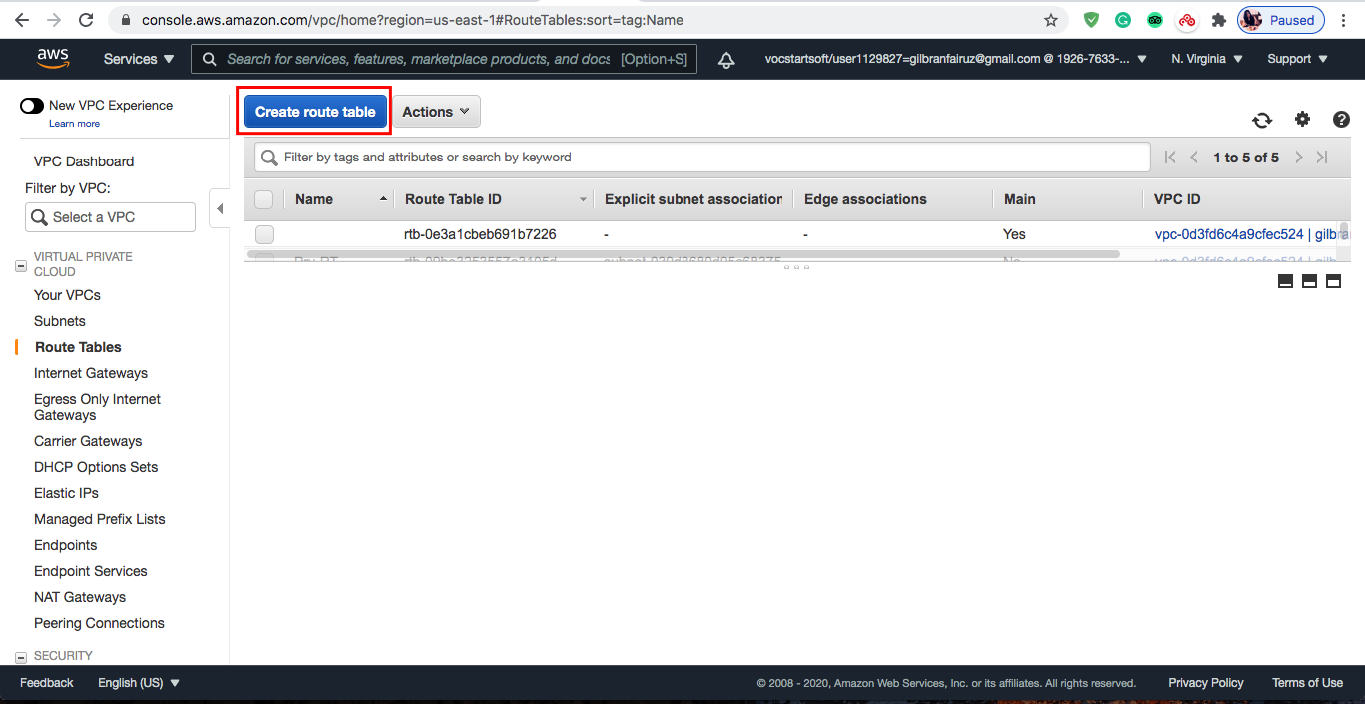 console.aws.amazon.com/vpc/home?region=us-east-1#RouteTables:sort=tag:Name
Paused
aws
Services
Search for services, features, marketplace products, and docs [Option+S]
vocstartsoft/user1129827=gilbranfairuz@gmail.com @ 1926-7633-...
N. Virginia
Support
New VPC Experience
Learn more
Create route table
Actions
VPC Dashboard
Filter by VPC:
Select a VPC
Filter by tags and attributes or search by keyword
1 to 5 of 5
Name Route Table ID Explicit subnet association Edge associations Main VPC ID
rtb-0e3a1cbeb691b7226 - - Yes vpc-0d3fd6c4a9cfec524 | gilbra
VIRTUAL PRIVATE
CLOUD
Your VPCs
Subnets
Route Tables
Internet Gateways
Egress Only Internet
Gateways
Carrier Gateways
DHCP Options Sets
Elastic IPs
Managed Prefix Lists
Endpoints
Endpoint Services
NAT Gateways
Peering Connections
SECURITY
Feedback
English (US)
© 2008 - 2020, Amazon Web Services, Inc. or its affiliates. All rights reserved.
Privacy Policy
Terms of Use